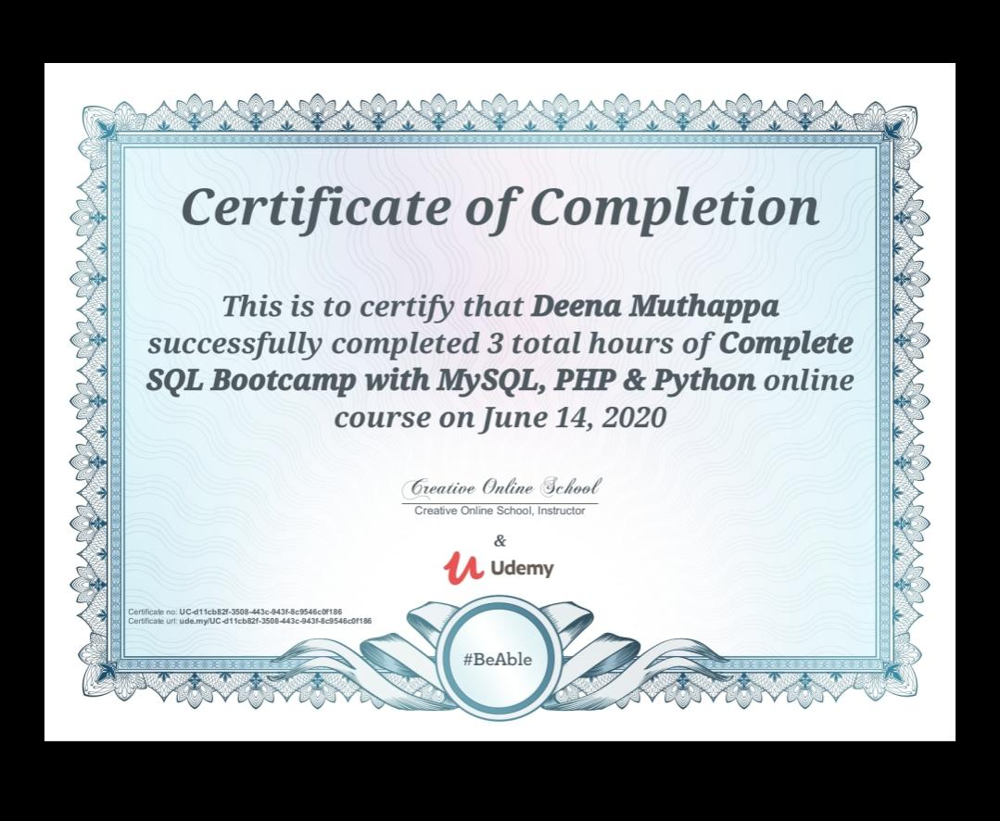 Certificate of Completion
This is to certify that Deena Muthappa
successfully completed 3 total hours of Complete
SQL Bootcamp with MySQL, PHP & Python online
course on June 14, 2020
Creative Online School
Creative Online School, Instructor
&
Udemy
Certificate no: UC-d11cb82f-3508-443c-943f-8c9546c0f186
Certificate url: ude.my/UC-d11cb82f-3508-443c-943f-8c9546c0f186
#BeAble